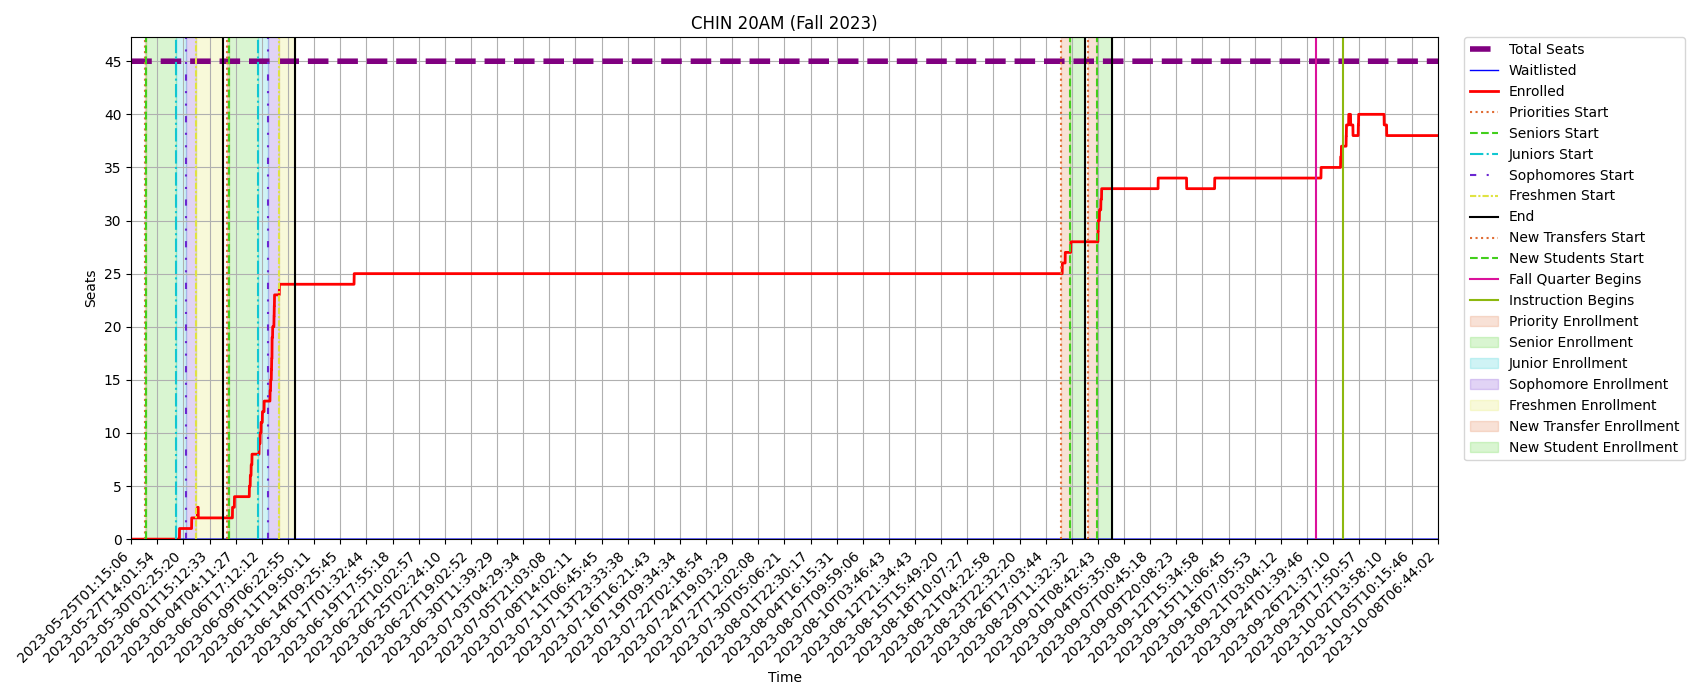 CHIN 20AM (Fall 2023)
Seats
45
40
35
30
25
20
15
10
5
0
2023-05-25T01:15:06
2023-05-27T14:01:54
2023-05-30T02:25:20
2023-06-01T15:12:33
2023-06-04T04:11:27
2023-06-06T17:12:12
2023-06-09T06:22:55
2023-06-11T19:50:11
2023-06-14T09:25:45
2023-06-17T01:32:44
2023-06-19T17:55:18
2023-06-22T10:02:57
2023-06-25T02:24:10
2023-06-27T19:02:52
2023-06-30T11:39:29
2023-07-03T04:29:34
2023-07-05T21:03:08
2023-07-08T14:02:11
2023-07-11T06:45:45
2023-07-13T23:33:38
2023-07-16T16:21:43
2023-07-19T09:34:34
2023-07-22T02:18:54
2023-07-24T19:03:29
2023-07-27T12:02:08
2023-07-30T05:06:21
2023-08-01T22:30:17
2023-08-04T16:15:31
2023-08-07T09:59:06
2023-08-10T03:46:43
2023-08-12T21:34:43
2023-08-15T15:49:20
2023-08-18T10:07:27
2023-08-21T04:22:58
2023-08-23T22:32:20
2023-08-26T17:03:44
2023-08-29T11:32:32
2023-09-01T08:42:43
2023-09-04T05:35:08
2023-09-07T00:45:18
2023-09-09T20:08:23
2023-09-12T15:34:58
2023-09-15T11:06:45
2023-09-18T07:05:53
2023-09-21T03:04:12
2023-09-24T01:39:46
2023-09-26T21:37:10
2023-09-29T17:50:57
2023-10-02T13:58:10
2023-10-05T10:15:46
2023-10-08T06:44:02
Time
Total Seats
Waitlisted
Enrolled
Priorities Start
Seniors Start
Juniors Start
Sophomores Start
Freshmen Start
End
New Transfers Start
New Students Start
Fall Quarter Begins
Instruction Begins
Priority Enrollment
Senior Enrollment
Junior Enrollment
Sophomore Enrollment
Freshmen Enrollment
New Transfer Enrollment
New Student Enrollment